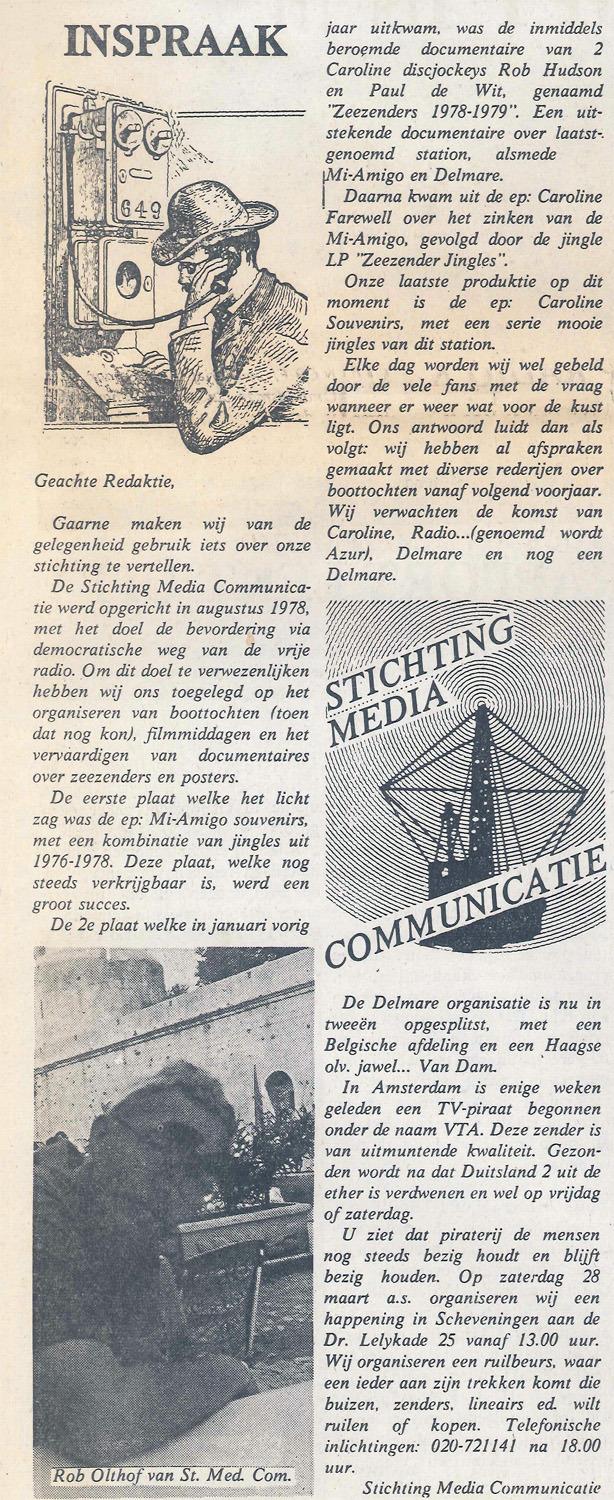 INSPRAAK
649
Geachte Redaktie,
Gaarne maken wij van de
gelegenheid gebruik iets over onze
stichting te vertellen.
De Stichting Media Communica-
tie werd opgericht in augustus 1978,
met het doel de bevordering via
democratische weg van de vrije
radio. Om dit doel te verwezenlijken
hebben wij ons toegelegd op het
organiseren van boottochten (toen
dat nog kon), filmmiddagen en het
vervaardigen van documentaires
over zeezenders en posters.
De eerste plaat welke het licht
zag was de ep: Mi-Amigo souvenirs,
met een kombinatie van jingles uit
1976-1978. Deze plaat, welke nog
steeds verkrijgbaar is, werd een
groot succes.
De 2e plaat welke in januari vorig
Rob Olthof van St. Med. Com.
jaar uitkwam, was de inmiddels
beroemde documentaire van 2
Caroline discjockeys Rob Hudson
en Paul de Wit, genaamd
"Zeezenders 1978-1979". Een uit-
stekende documentaire over laatst-
genoemd station, alsmede
Mi-Amigo en Delmare.
Daarna kwam uit de ep: Caroline
Farewell over het zinken van de
Mi-Amigo, gevolgd door de jingle
LP "Zeezender Jingles".
Onze laatste produktie op dit
moment is de ep: Caroline
Souvenirs, met een serie mooie
jingles van dit station.
Elke dag worden wij wel gebeld
door de vele fans met de vraag
wanneer er weer wat voor de kust
ligt. Ons antwoord luidt dan als
volgt: wij hebben al afspraken
gemaakt met diverse rederijen over
boottochten vanaf volgend voorjaar.
Wij verwachten de komst van
Caroline, Radio...(genoemd wordt
Azur), Delmare en nog een
Delmare.
STICHTING
MEDIA
COMMUNICATIE
De Delmare organisatie is nu in
tweeën opgesplitst, met een
Belgische afdeling en een Haagse
olv. jawel... Van Dam.
In Amsterdam is enige weken
geleden een TV-piraat begonnen
onder de naam VTA. Deze zender is
van uitmuntende kwaliteit. Gezon-
den wordt na dat Duitsland 2 uit de
ether is verdwenen en wel op vrijdag
of zaterdag.
U ziet dat piraterij de mensen
nog steeds bezig houdt en blijft
bezig houden. Op zaterdag 28
maart a.s. organiseren wij een
happening in Scheveningen aan de
Dr. Lelykade 25 vanaf 13.00 uur.
Wij organiseren een ruilbeurs, waar
een ieder aan zijn trekken komt die
buizen, zenders, lineairs ed. wilt
ruilen of kopen. Telefonische
inlichtingen: 020-721141 na 18.00
uur.
Stichting Media Communicatie